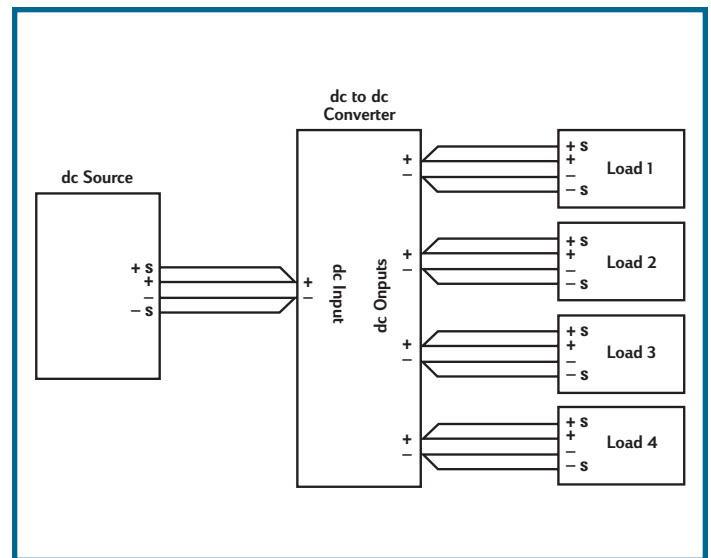 dc to dc
Converter
dc Source
+ s
+
–
– s
+
–
dc Input
dc Onputs
+
–
+
–
+
–
+
–
+ s
+
–
– s
Load 1
+ s
+
–
– s
Load 2
+ s
+
–
– s
Load 3
+ s
+
–
– s
Load 4